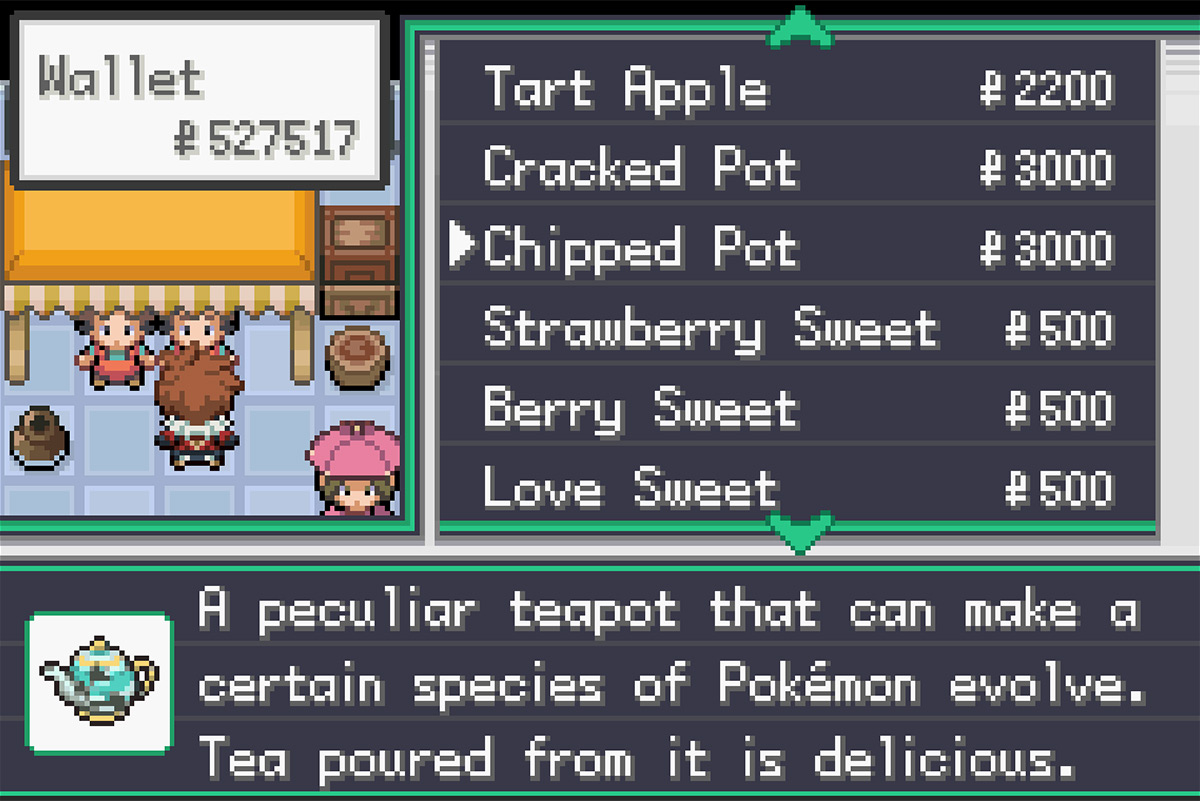 Wallet
₽527517
Tart Apple ₽2200
Cracked Pot ₽3000
Chipped Pot ₽3000
Strawberry Sweet ₽500
Berry Sweet ₽500
Love Sweet ₽500
A peculiar teapot that can make a
certain species of Pokémon evolve.
Tea poured from it is delicious.